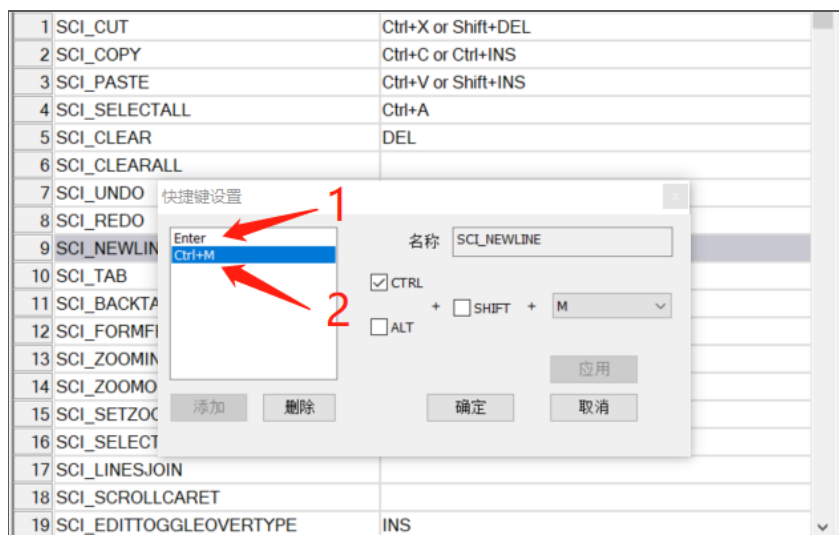 1 SCI_CUT Ctrl+X or Shift+DEL
2 SCI_COPY Ctrl+C or Ctrl+INS
3 SCI_PASTE Ctrl+V or Shift+INS
4 SCI_SELECTALL Ctrl+A
5 SCI_CLEAR DEL
6 SCI_CLEARALL
7 SCI_UNDO
8 SCI_REDO
9 SCI_NEWLIN
10 SCI_TAB
11 SCI_BACKTA
12 SCI_FORMF
13 SCI_ZOOMIN
14 SCI_ZOOMO
15 SCI_SETZOO
16 SCI_SELECT
17 SCI_LINESJOIN
18 SCI_SCROLLCARET
19 SCI_EDITTOGGLEOVERTYPE INS
快捷键设置
1
Enter
Ctrl+M
2
名称 SCI_NEWLINE
CTRL
+ SHIFT + M
ALT
应用
添加 删除 确定 取消